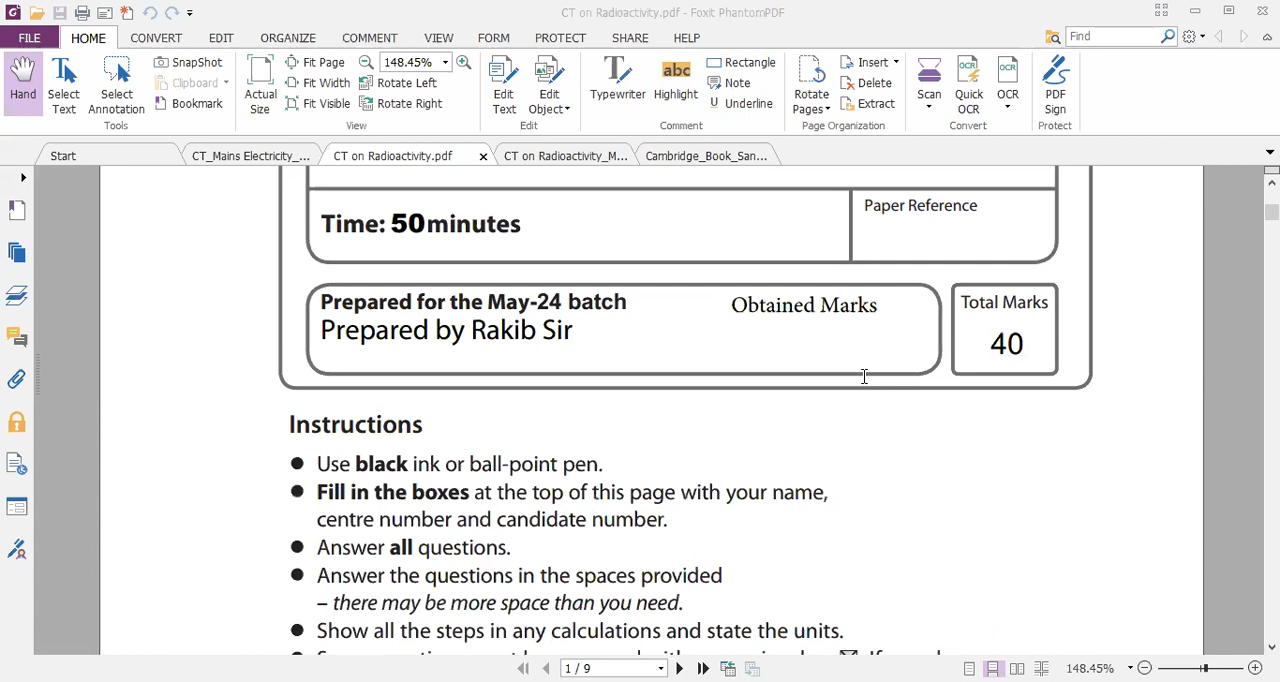 CT on Radioactivity.pdf - Foxit PhantomPDF
FILE HOME CONVERT EDIT ORGANIZE COMMENT VIEW FORM PROTECT SHARE HELP Find
Hand
Select Text
Select Annotation
SnapShot
Clipboard
Bookmark
Tools
Actual Size
Fit Page
Fit Width
Fit Visible
148.45%
Rotate Left
Rotate Right
View
Edit Text
Edit Object
Edit
Typewriter
Highlight
Rectangle
Note
Underline
Comment
Rotate Pages
Insert
Delete
Extract
Page Organization
Scan
Quick OCR
OCR
Convert
PDF Sign
Protect
Start CT_Mains Electricity_... CT on Radioactivity.pdf CT on Radioactivity_M... Cambridge_Book_San...
Time: 50minutes
Paper Reference
Prepared for the May-24 batch
Prepared by Rakib Sir
Obtained Marks
Total Marks
40
Instructions
● Use black ink or ball-point pen.
● Fill in the boxes at the top of this page with your name,
centre number and candidate number.
● Answer all questions.
● Answer the questions in the spaces provided
– there may be more space than you need.
● Show all the steps in any calculations and state the units.
1 / 9
148.45%